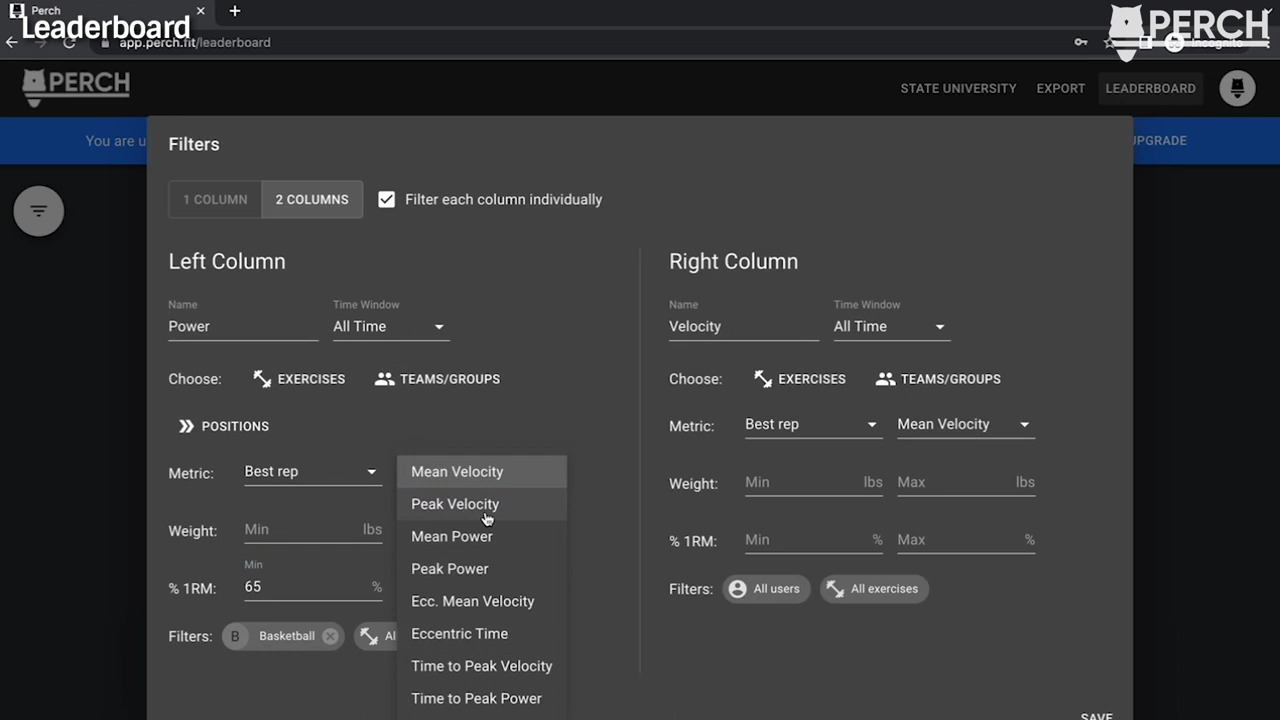 Perch
Leaderboard
PERCH
app.perch.fit/leaderboard
Incognito
PERCH
STATE UNIVERSITY
EXPORT
LEADERBOARD
You are u
UPGRADE
Filters
1 COLUMN
2 COLUMNS
Filter each column individually
Left Column
Right Column
Name
Time Window
Name
Time Window
Power
All Time
Velocity
All Time
Choose:
EXERCISES
TEAMS/GROUPS
Choose:
EXERCISES
TEAMS/GROUPS
POSITIONS
Metric:
Best rep
Mean Velocity
Metric:
Best rep
Mean Velocity
Peak Velocity
Weight:
Min
lbs
Max
lbs
Weight:
Min
lbs
Mean Power
% 1RM:
Min
%
Max
%
Min
Peak Power
% 1RM:
65
%
Filters:
All users
All exercises
Ecc. Mean Velocity
Filters:
B
Basketball
Al
Eccentric Time
Time to Peak Velocity
Time to Peak Power
SAVE